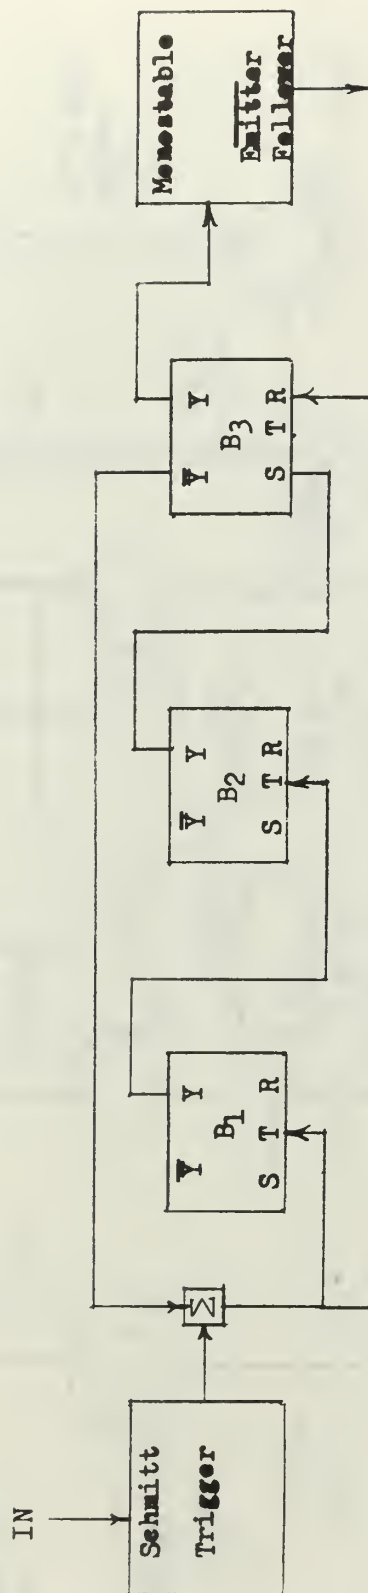 IN
Schmitt
Trigger
Σ
Y̅ Y
B1
S T R
Y̅ Y
B2
S T R
Y̅ Y
B3
S T R
Monostable
Emitter
Follower